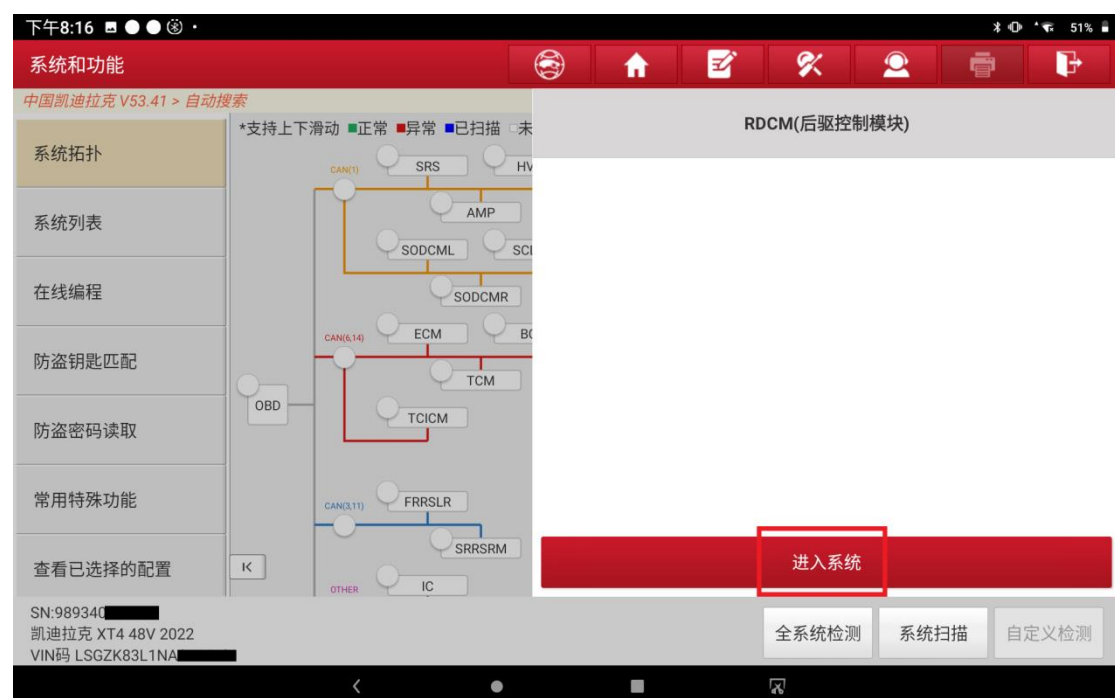 下午8:16
51%
系统和功能
中国凯迪拉克 V53.41 > 自动搜索
系统拓扑
系统列表
在线编程
防盗钥匙匹配
防盗密码读取
常用特殊功能
查看已选择的配置
*支持上下滑动 ■正常 ■异常 ■已扫描 □未
CAN(1)
SRS
HV
AMP
SODCML
SCI
SODCMR
CAN(6,14)
ECM
BC
TCM
OBD
TCICM
CAN(3,11)
FRRSLR
SRRSRM
OTHER
IC
RDCM(后驱控制模块)
进入系统
SN:989340
凯迪拉克 XT4 48V 2022
VIN码 LSGZK83L1NA
全系统检测
系统扫描
自定义检测